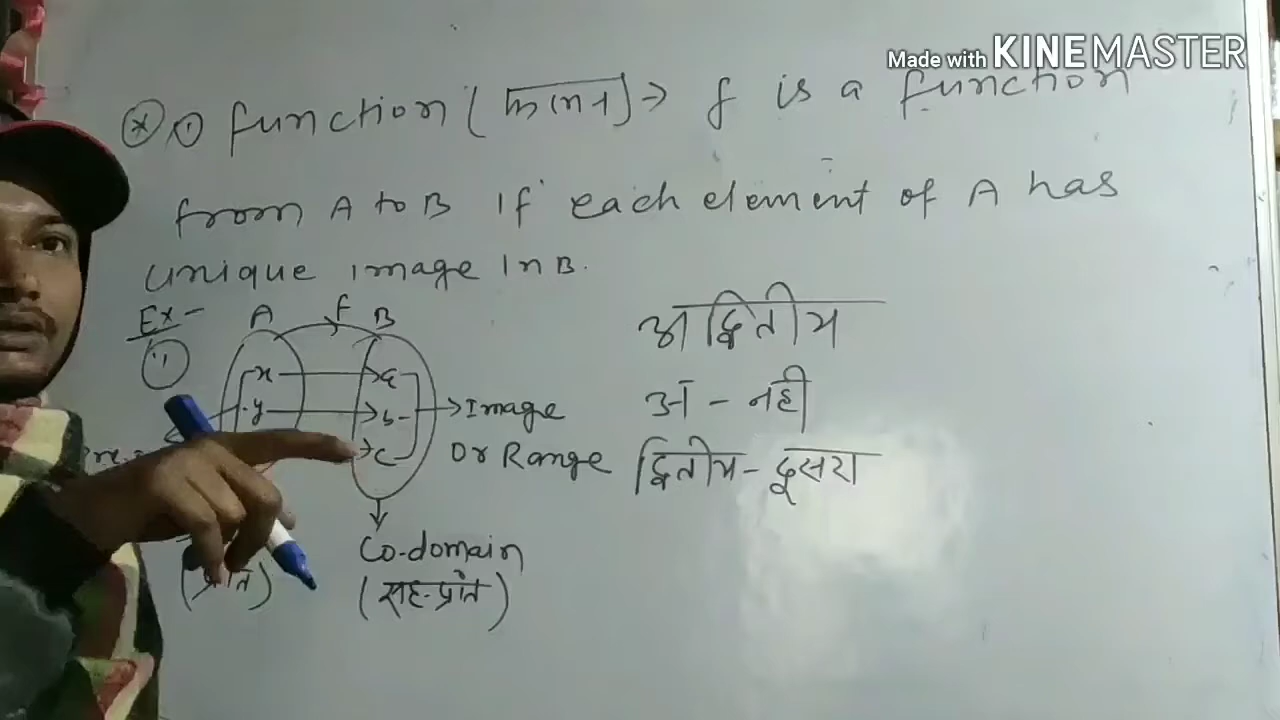 Made with KINEMASTER
① function (फलन) → f is a function
from A to B If each element of A has
unique image In B.
Ex-
A f B
अद्वितीय
(1)
x a
अ - नहीं
y b → Image
c Or Range
द्वितीय - दूसरा
Co-domain
(सह-प्रांत)